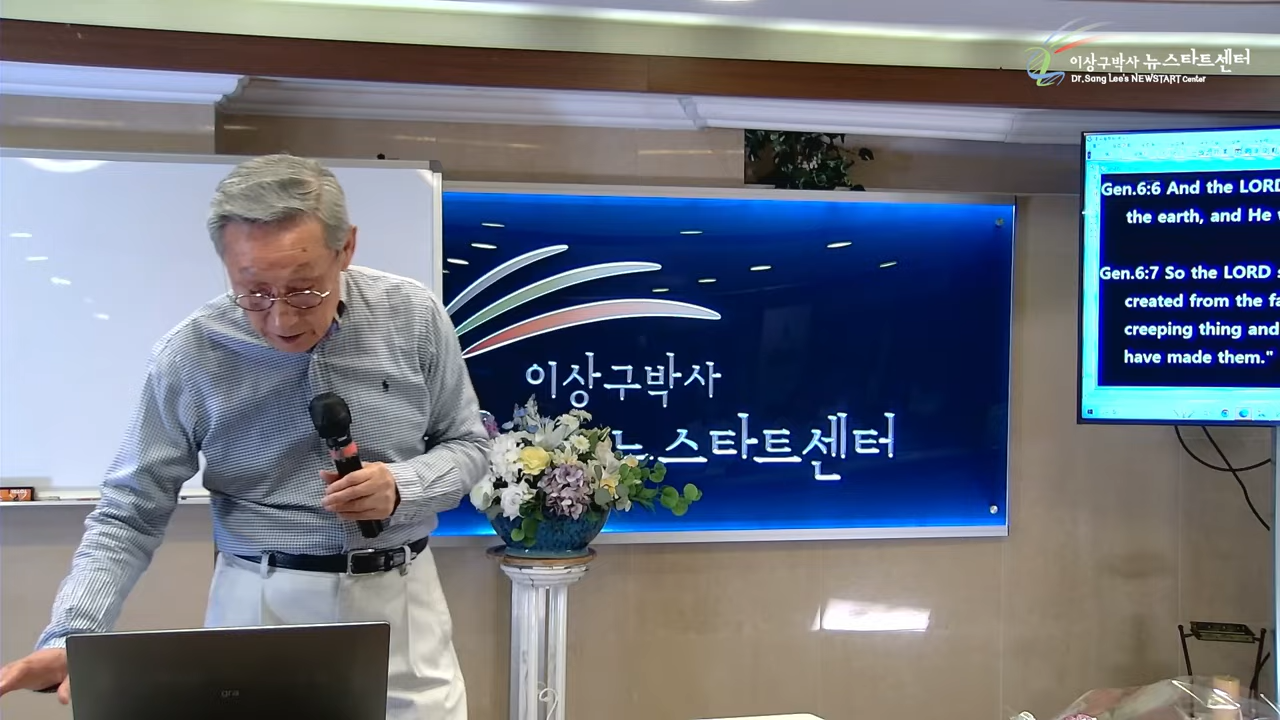 이상구박사 뉴스타트센터
Dr. Sang Lee's NEWSTART Center
Gen.6:6 And the LORD
the earth, and He
Gen.6:7 So the LORD
created from the
creeping thing and
have made them."
이상구박사
뉴스타트센터
gra